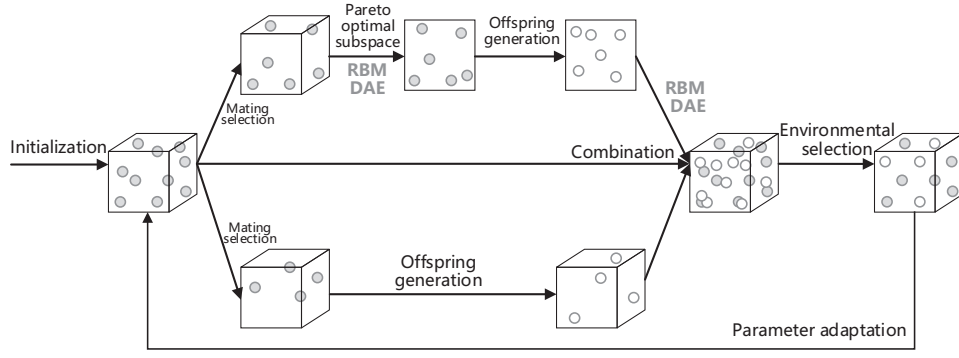 Pareto
optimal
subspace
RBM
DAE
Offspring
generation
RBM
DAE
Mating
selection
Initialization
Combination
Environmental
selection
Mating
selection
Offspring
generation
Parameter adaptation